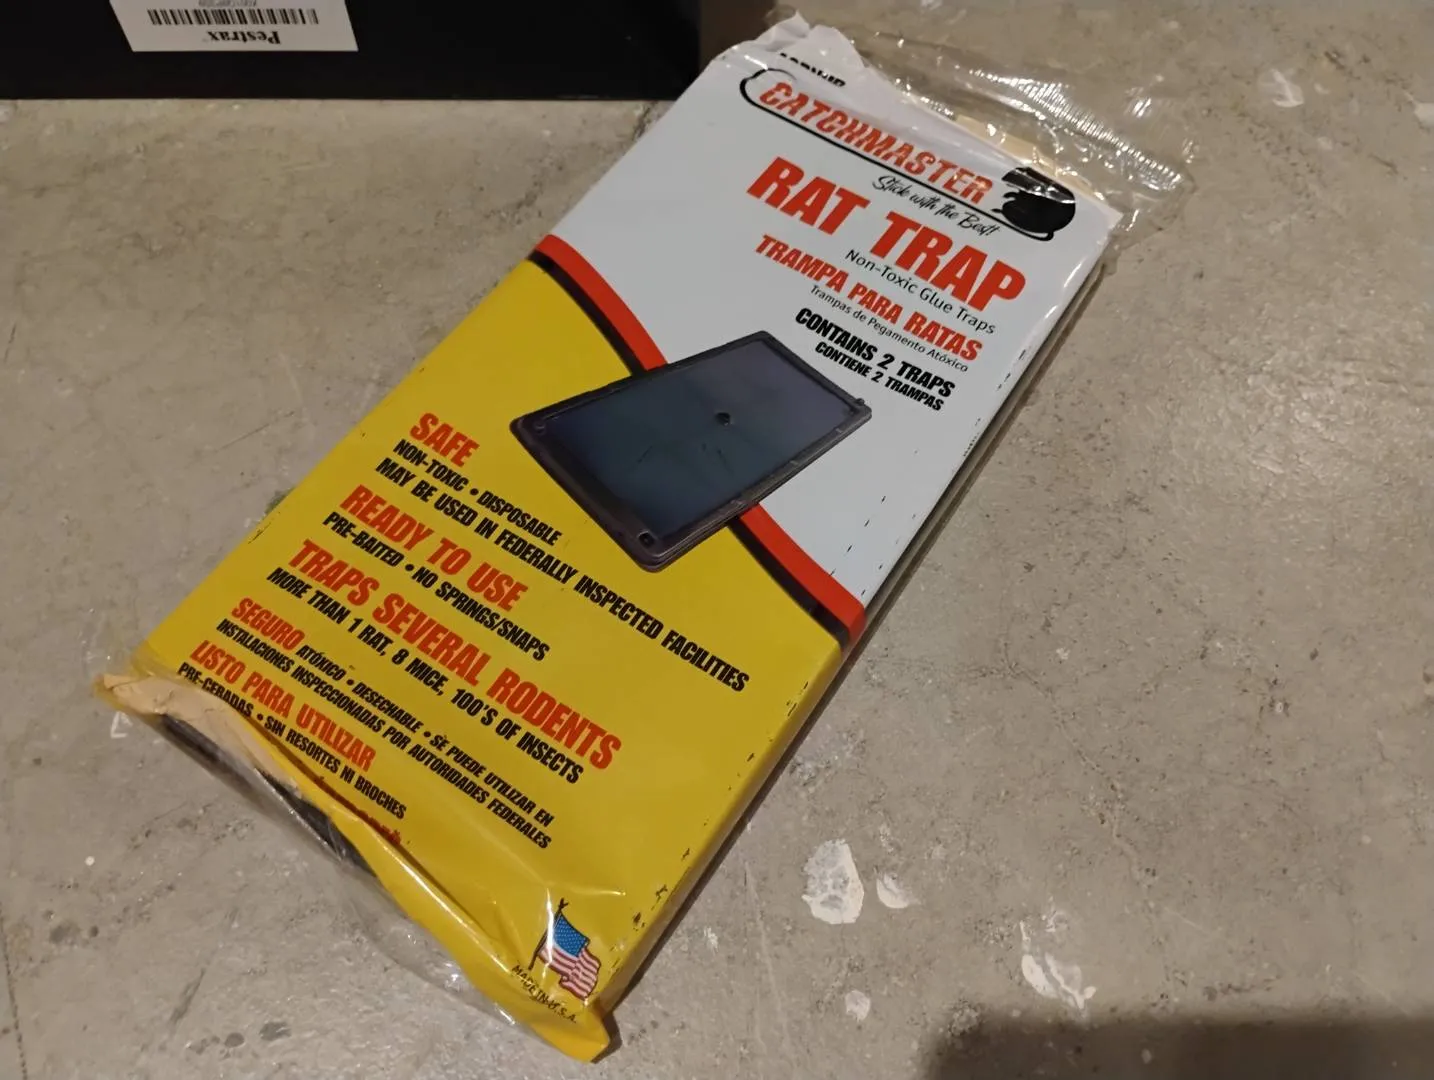 Pestrax
CATCHMASTER
Stick with the Best!
RAT TRAP
Non-Toxic Glue Traps
TRAMPA PARA RATAS
Trampas de Pegamento Atóxico
CONTAINS 2 TRAPS
CONTIENE 2 TRAMPAS
SAFE
NON-TOXIC • DISPOSABLE
MAY BE USED IN FEDERALLY INSPECTED FACILITIES
READY TO USE
PRE-BAITED • NO SPRINGS/SNAPS
TRAPS SEVERAL RODENTS
MORE THAN 1 RAT, 8 MICE, 100'S OF INSECTS
SEGURO ATÓXICO • DESECHABLE • SE PUEDE UTILIZAR EN
INSTALACIONES INSPECCIONADAS POR AUTORIDADES FEDERALES
LISTO PARA UTILIZAR
PRE-CEBADAS • SIN RESORTES NI BROCHES
MADE IN U.S.A.